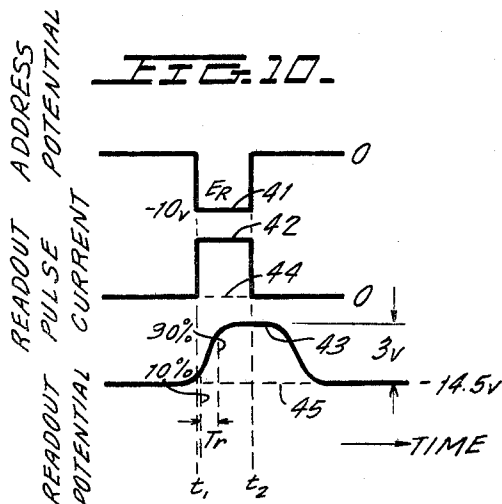 FIG. 10.
ADDRESS
POTENTIAL
0
-10v
ER
41
42
READOUT
PULSE
CURRENT
44
0
90%
43
3v
10%
READOUT
POTENTIAL
45
-14.5v
Tr
TIME
t1
t2